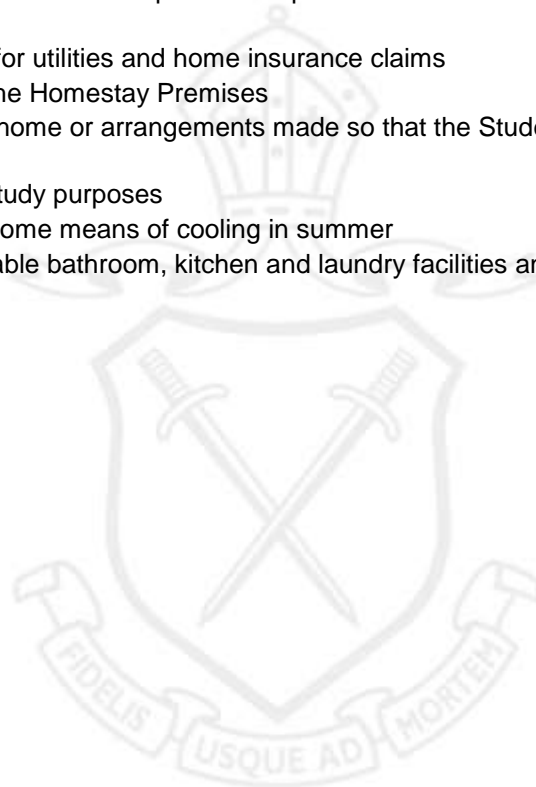 for utilities and home insurance claims
he Homestay Premises
home or arrangements made so that the Stud
tudy purposes
ome means of cooling in summer
able bathroom, kitchen and laundry facilities a
FIDELIS
USQUE AD
MORTEM